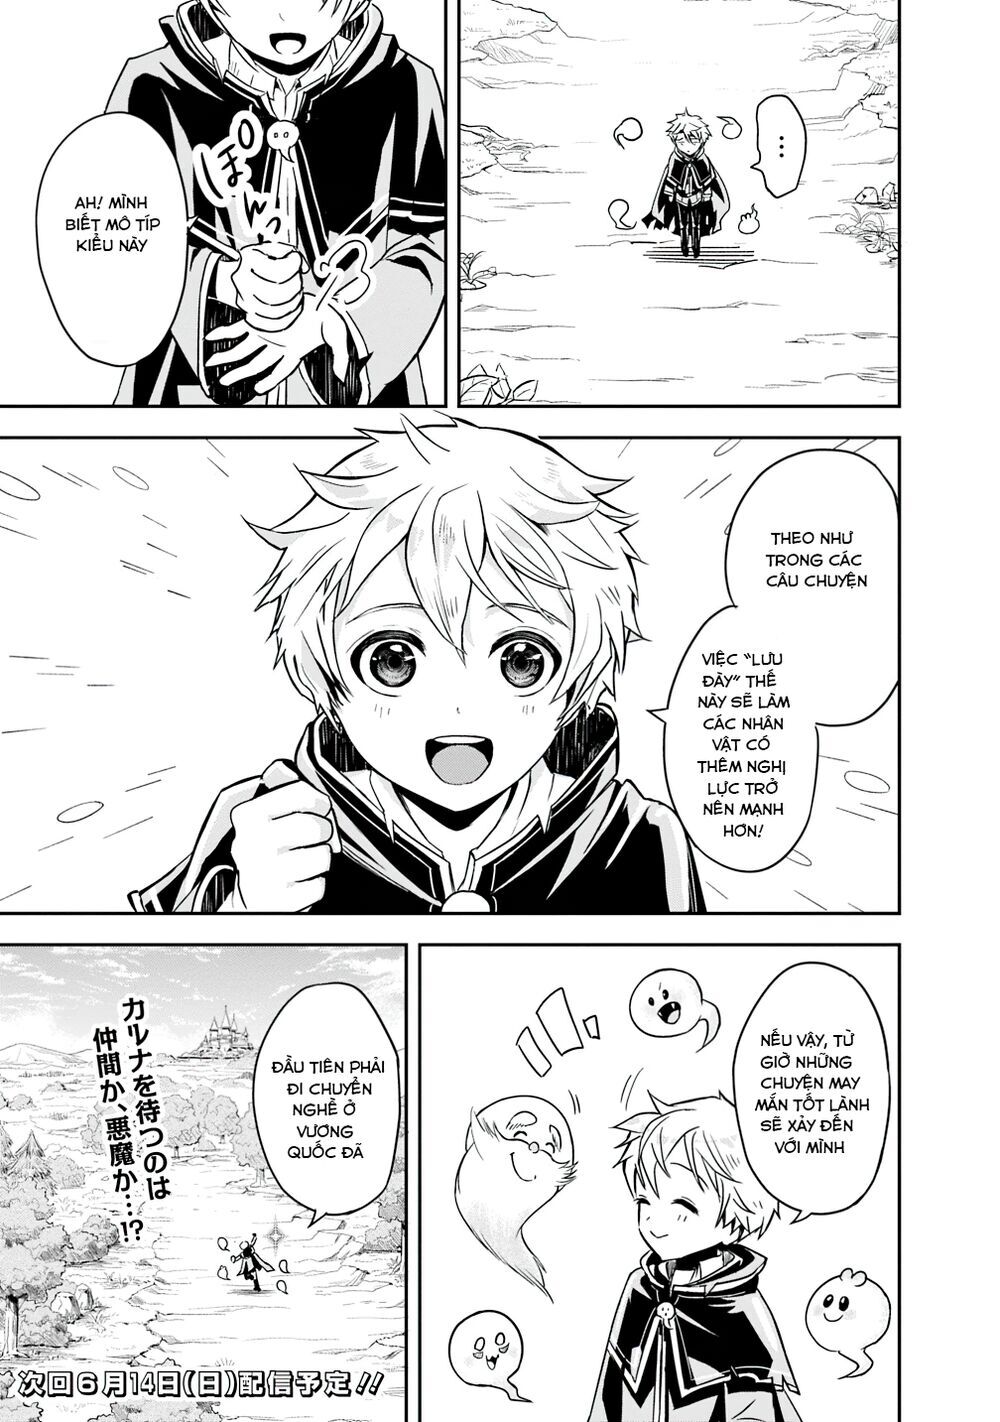 ...
AH! MÌNH
BIẾT MÔ TÍP
KIỂU NÀY
ぽんっ
THEO NHƯ
TRONG CÁC
CÂU CHUYỆN
VIỆC "LƯU
ĐÀY" THẾ
NÀY SẼ LÀM
CÁC NHÂN
VẬT CÓ
THÊM NGHỊ
LỰC TRỞ
NÊN MẠNH
HƠN!
NẾU VẬY, TỪ
GIỜ NHỮNG
CHUYỆN MAY
MẮN TỐT LÀNH
SẼ XẢY ĐẾN
VỚI MÌNH
ĐẦU TIÊN PHẢI
ĐI CHUYỂN
NGHỀ Ở
VƯƠNG
QUỐC ĐÃ
カルナを待つのは
仲間か、悪魔か…!?
次回6月14日(日)配信予定!!